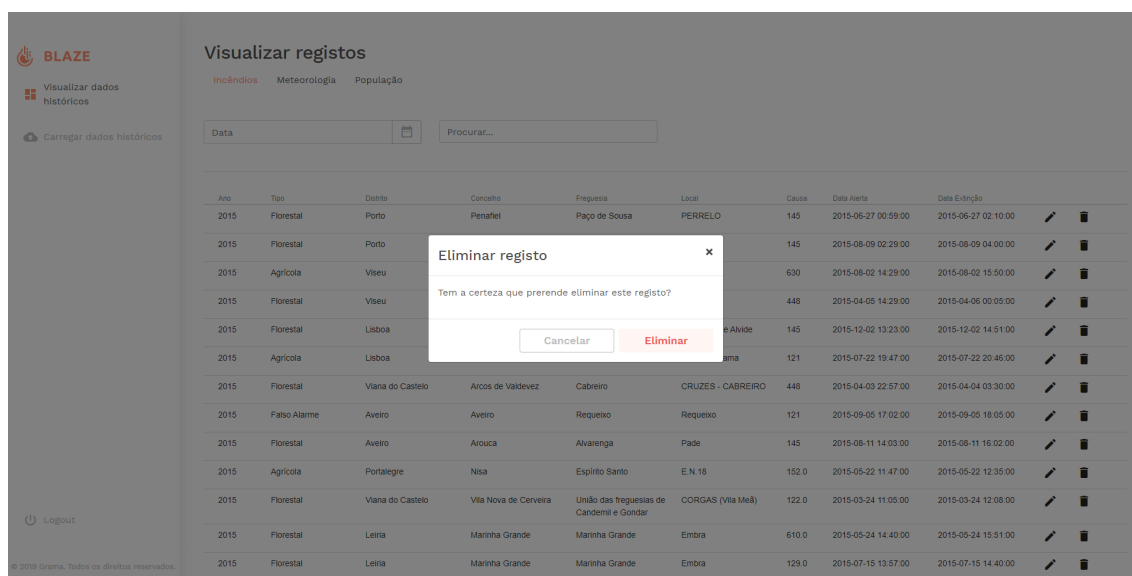 BLAZE
Visualizar dados
históricos
Carregar dados históricos
Logout
© 2019 Grama. Todos os direitos reservados.
Visualizar registos
Incêndios Meteorologia População
Data Procurar...
Ano Tipo Distrito Concelho Freguesia Local Causa Data Alerta Data Extinção
2015 Florestal Porto Penafiel Paço de Sousa PERRELO 145 2015-06-27 00:59:00 2015-06-27 02:10:00
2015 Florestal Porto 145 2015-08-09 02:29:00 2015-08-09 04:00:00
2015 Agrícola Viseu 630 2015-08-02 14:29:00 2015-08-02 15:50:00
2015 Florestal Viseu 448 2015-04-05 14:29:00 2015-04-06 00:05:00
2015 Florestal Lisboa e Alvide 145 2015-12-02 13:23:00 2015-12-02 14:51:00
2015 Agrícola Lisboa ama 121 2015-07-22 19:47:00 2015-07-22 20:46:00
2015 Florestal Viana do Castelo Arcos de Valdevez Cabreiro CRUZES - CABREIRO 448 2015-04-03 22:57:00 2015-04-04 03:30:00
2015 Falso Alarme Aveiro Aveiro Requeixo Requeixo 121 2015-09-05 17:02:00 2015-09-05 18:05:00
2015 Florestal Aveiro Arouca Alvarenga Pade 145 2015-08-11 14:03:00 2015-08-11 16:02:00
2015 Agrícola Portalegre Nisa Espírito Santo E.N.18 152.0 2015-05-22 11:47:00 2015-05-22 12:35:00
2015 Florestal Viana do Castelo Vila Nova de Cerveira União das freguesias de CORGAS (Vila Meã) 122.0 2015-03-24 11:05:00 2015-03-24 12:08:00
Candemil e Gondar
2015 Florestal Leiria Marinha Grande Marinha Grande Embra 610.0 2015-05-24 14:40:00 2015-05-24 15:51:00
2015 Florestal Leiria Marinha Grande Marinha Grande Embra 129.0 2015-07-15 13:57:00 2015-07-15 14:40:00
Eliminar registo ×
Tem a certeza que prerende eliminar este registo?
Cancelar Eliminar